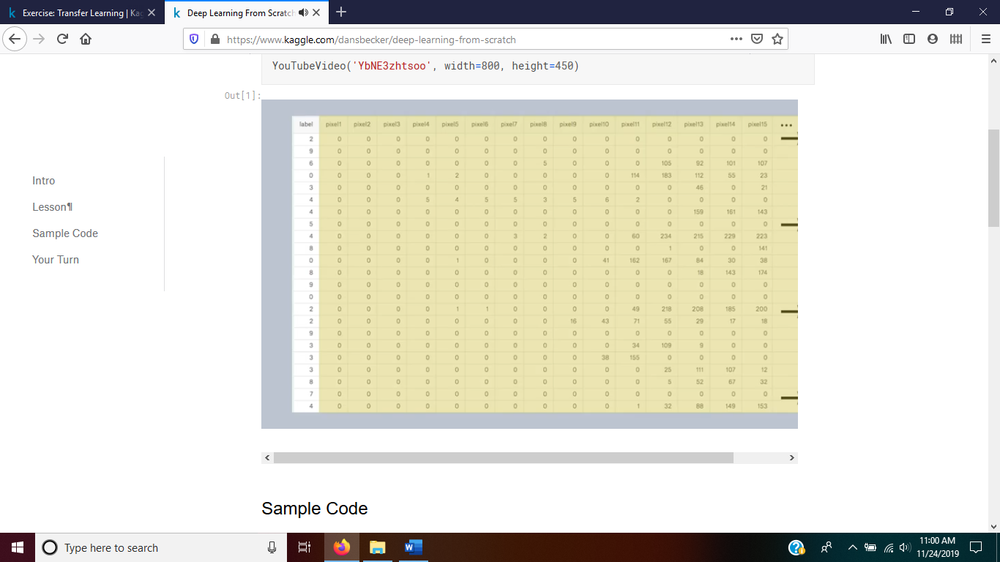 Exercise: Transfer Learning | Kag
Deep Learning From Scratch
https://www.kaggle.com/dansbecker/deep-learning-from-scratch
YouTubeVideo('YbNE3zhtsoo', width=800, height=450)
Out[1]:
label pixel1 pixel2 pixel3 pixel4 pixel5 pixel6 pixel7 pixel8 pixel9 pixel10 pixel11 pixel12 pixel13 pixel14 pixel15 •••
2 0 0 0 0 0 0 0 0 0 0 0 0 0 0 0
9 0 0 0 0 0 0 0 0 0 0 0 0 0 0 0
6 0 0 0 0 0 0 0 5 0 0 0 105 92 101 107
0 0 0 0 1 2 0 0 0 0 0 114 183 112 55 23
3 0 0 0 0 0 0 0 0 0 0 0 0 46 0 21
4 0 0 0 5 4 5 5 3 5 6 2 0 0 0 0
4 0 0 0 0 0 0 0 0 0 0 0 0 159 161 143
5 0 0 0 0 0 0 0 0 0 0 0 0 0 0 0
4 0 0 0 0 0 0 3 2 0 0 60 234 215 229 223
8 0 0 0 0 0 0 0 0 0 0 0 1 0 0 141
0 0 0 0 0 1 0 0 0 0 41 162 167 84 30 38
8 0 0 0 0 0 0 0 0 0 0 0 0 18 143 174
9 0 0 0 0 0 0 0 0 0 0 0 0 0 0 0
0 0 0 0 0 0 0 0 0 0 0 0 0 0 0 0
2 0 0 0 0 1 1 0 0 0 0 49 218 208 185 200
2 0 0 0 0 0 0 0 0 16 43 71 55 29 17 18
9 0 0 0 0 0 0 0 0 0 0 0 0 0 0 0
3 0 0 0 0 0 0 0 0 0 0 34 109 9 0 0
3 0 0 0 0 0 0 0 0 0 38 155 0 0 0 0
3 0 0 0 0 0 0 0 0 0 0 0 25 111 107 12
8 0 0 0 0 0 0 0 0 0 0 0 5 52 67 32
7 0 0 0 0 0 0 0 0 0 0 0 0 0 0 0
4 0 0 0 0 0 0 0 0 0 0 1 32 88 149 153
Intro
Lesson¶
Sample Code
Your Turn
Sample Code
Type here to search
11:00 AM
11/24/2019